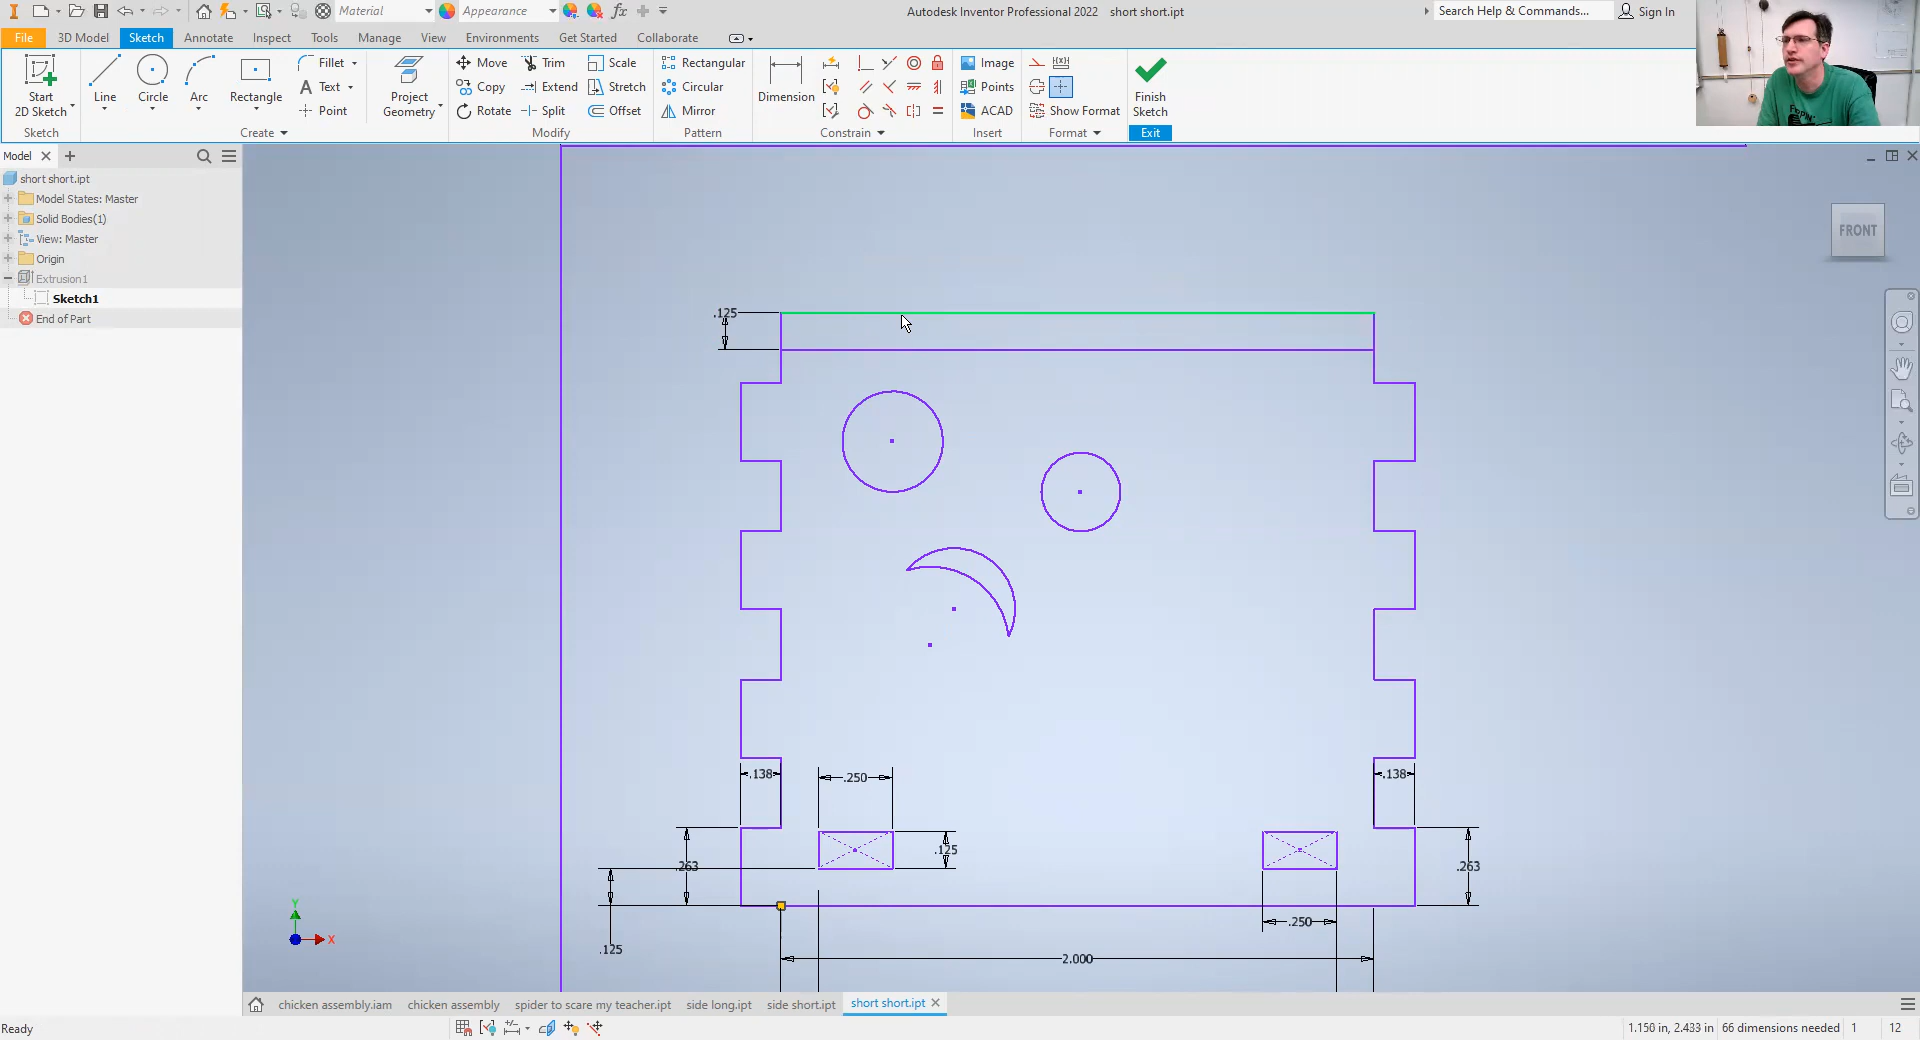 Material
Appearance
fx
Autodesk Inventor Professional 2022 short short.ipt
Search Help & Commands...
Sign In
File
3D Model
Sketch
Annotate
Inspect
Tools
Manage
View
Environments
Get Started
Collaborate
Start
2D Sketch
Line
Circle
Arc
Rectangle
Fillet
Text
Point
Project
Geometry
Move
Copy
Rotate
Trim
Extend
Split
Scale
Stretch
Offset
Rectangular
Circular
Mirror
Dimension
Image
Points
ACAD
Show Format
Finish
Sketch
Sketch
Create
Modify
Pattern
Constrain
Insert
Format
Exit
Model
short short.ipt
Model States: Master
Solid Bodies(1)
View: Master
Origin
Extrusion1
Sketch1
End of Part
FRONT
.125
.138
.250
.138
.125
.263
.263
.250
.125
2.000
Y
X
chicken assembly.iam
chicken assembly
spider to scare my teacher.ipt
side long.ipt
side short.ipt
short short.ipt
Ready
1.150 in, 2.433 in
66 dimensions needed
1
12